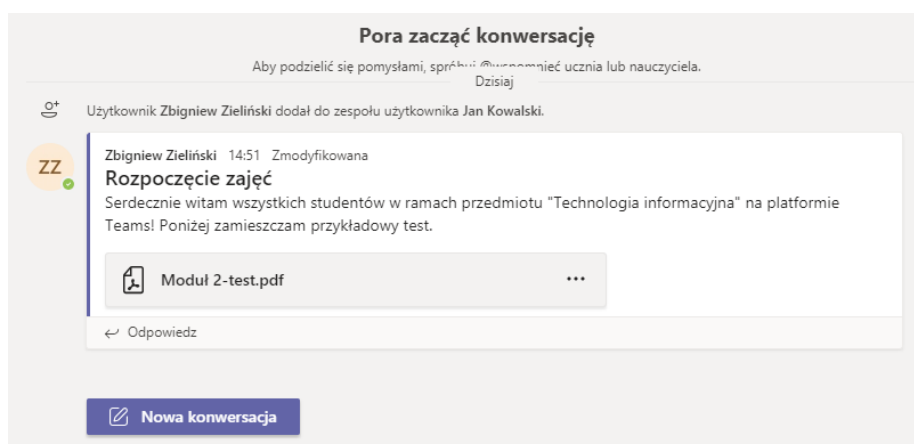 Pora zacząć konwersację
Aby podzielić się pomysłami, spróbuj @wspomnieć ucznia lub nauczyciela.
Dzisiaj
Użytkownik Zbigniew Zieliński dodał do zespołu użytkownika Jan Kowalski.
ZZ
Zbigniew Zieliński 14:51 Zmodyfikowana
Rozpoczęcie zajęć
Serdecznie witam wszystkich studentów w ramach przedmiotu "Technologia informacyjna" na platformie
Teams! Poniżej zamieszczam przykładowy test.
Moduł 2-test.pdf
Odpowiedz
Nowa konwersacja